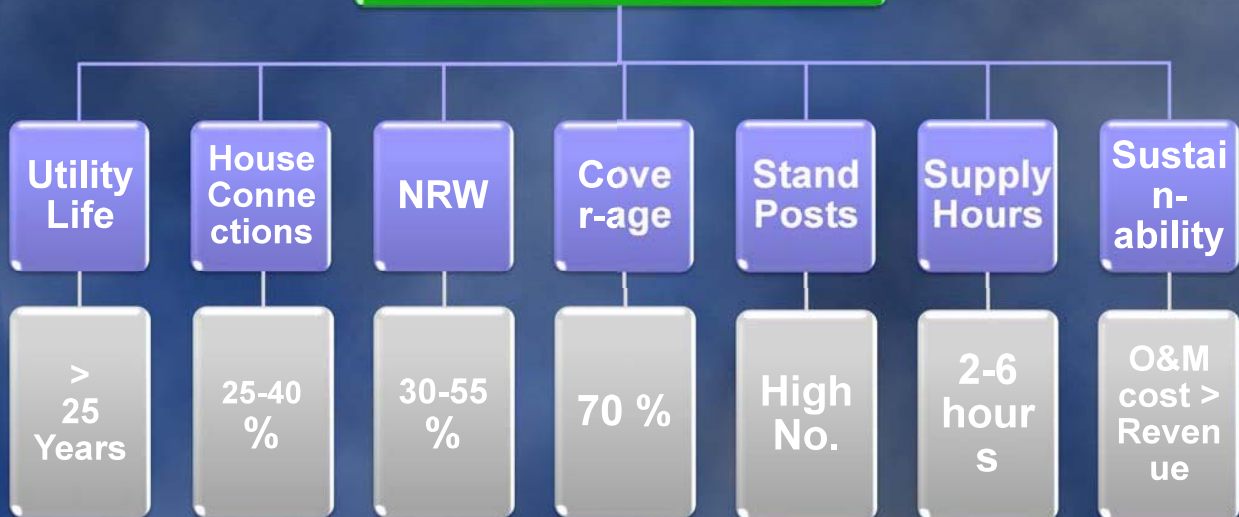 Utility
Life
House
Conne
ctions
NRW
Cove
r-age
Stand
Posts
Supply
Hours
Sustai
n-
ability
>
25
Years
25-40
%
30-55
%
70 %
High
No.
2-6
hour
s
O&M
cost >
Reven
ue